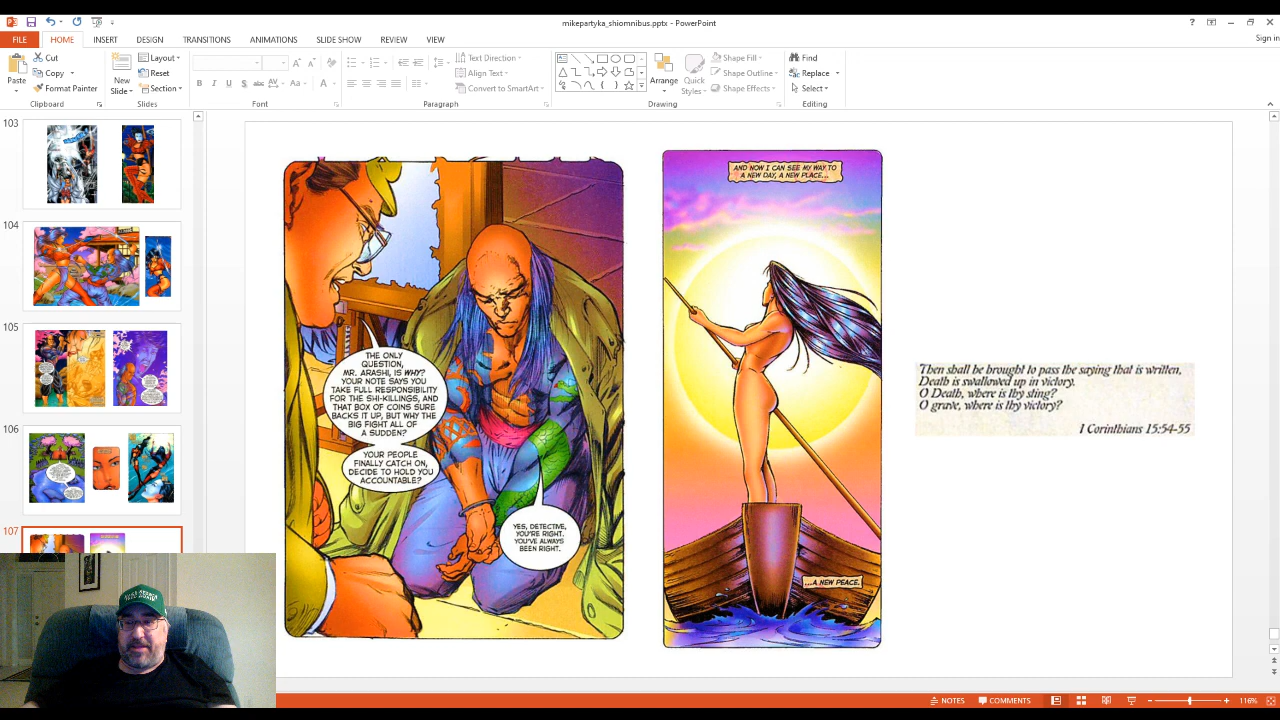 mikepartyka_shiomnibus.pptx - PowerPoint
Sign in
FILE HOME INSERT DESIGN TRANSITIONS ANIMATIONS SLIDE SHOW REVIEW VIEW
Paste
Cut
Copy
Format Painter
Clipboard
New
Slide
Layout
Reset
Section
Slides
B I U S abc AV Aa A
Font
Text Direction
Align Text
Convert to SmartArt
Paragraph
Arrange
Quick
Styles
Shape Fill
Shape Outline
Shape Effects
Drawing
Find
Replace
Select
Editing
103
104
105
106
107
THE ONLY
QUESTION,
MR. ARASHI, IS WHY?
YOUR NOTE SAYS YOU
TAKE FULL RESPONSIBILITY
FOR THE SHI-KILLINGS, AND
THAT BOX OF COINS SURE
BACKS IT UP, BUT WHY THE
BIG FIGHT ALL OF
A SUDDEN?
YOUR PEOPLE
FINALLY CATCH ON,
DECIDE TO HOLD YOU
ACCOUNTABLE?
YES, DETECTIVE,
YOU'RE RIGHT.
YOU'VE ALWAYS
BEEN RIGHT.
AND NOW I CAN SEE MY WAY TO
A NEW DAY, A NEW PLACE...
...A NEW PEACE.
Then shall be brought to pass the saying that is written,
Death is swallowed up in victory.
O Death, where is thy sting?
O grave, where is thy victory?
I Corinthians 15:54-55
NOTES COMMENTS 116%